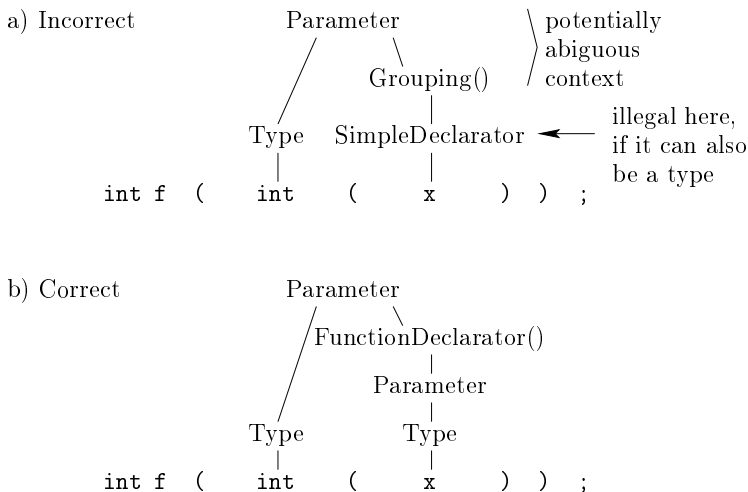 a) Incorrect
Parameter
potentially
abiguous
context
Grouping()
illegal here,
if it can also
be a type
Type SimpleDeclarator
int f ( int ( x ) ) ;
b) Correct
Parameter
FunctionDeclarator()
Parameter
Type Type
int f ( int ( x ) ) ;